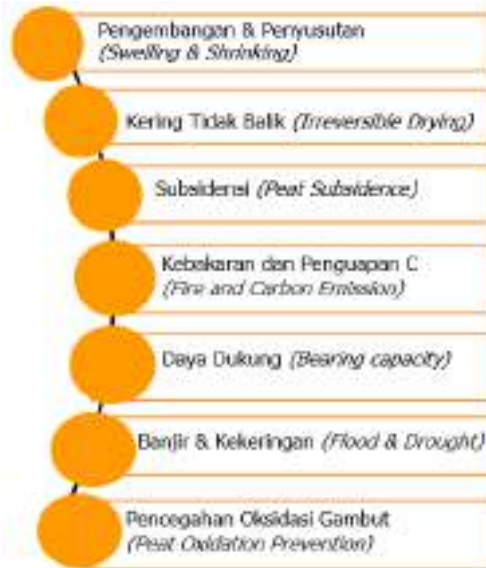 Pengembangan & Penyusutan
(Swelling & Shrinking)
Kering Tidak Balik (Irreversible Drying)
Subsidensi (Peat Subsidence)
Kebakaran dan Penguapan C
(Fire and Carbon Emission)
Daya Dukung (Bearing capacity)
Banjir & Kekeringan (Flood & Drought)
Pencegahan Oksidasi Gambut
(Peat Oxidation Prevention)